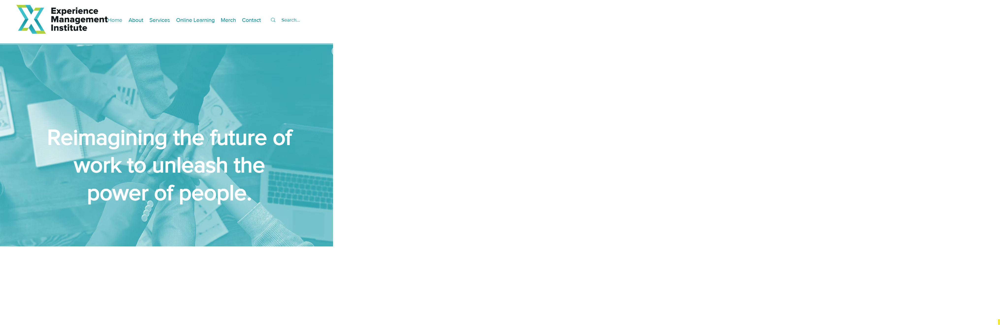 Experience
Management
Institute
Home About Services Online Learning Merch Contact Search...
Reimagining the future of
work to unleash the
power of people.